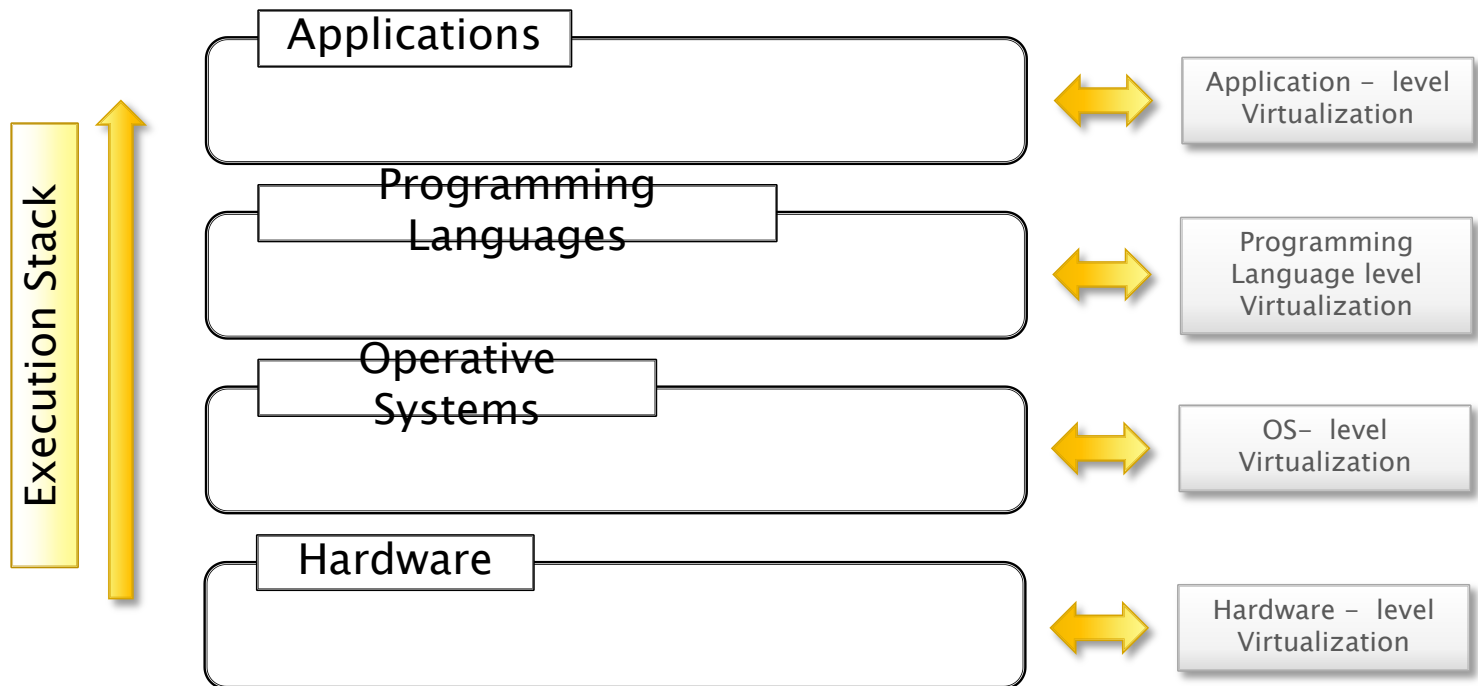 Execution Stack
Applications
Application – level
Virtualization
Programming
Languages
Programming
Language level
Virtualization
Operative
Systems
OS– level
Virtualization
Hardware
Hardware – level
Virtualization